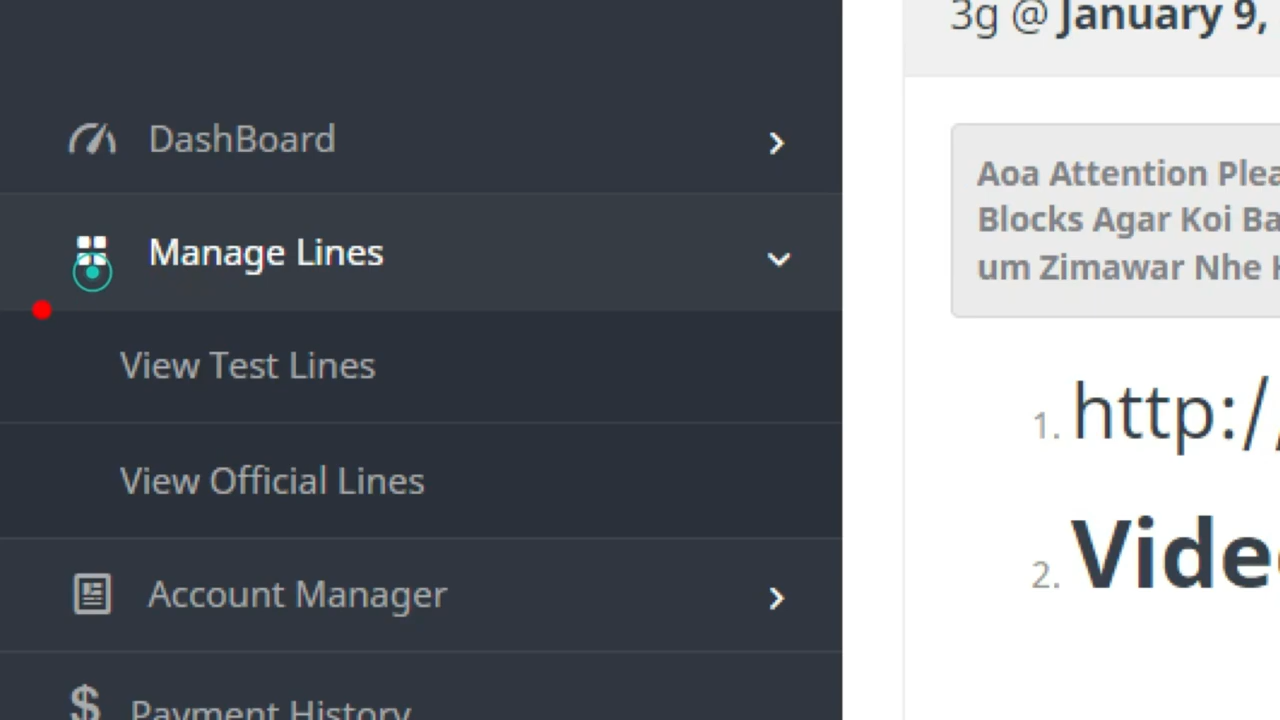 DashBoard
Manage Lines
View Test Lines
View Official Lines
Account Manager
Payment History
3g @ January 9,
Aoa Attention Plea
Blocks Agar Koi Ba
um Zimawar Nhe
1. http:/
2. Vide